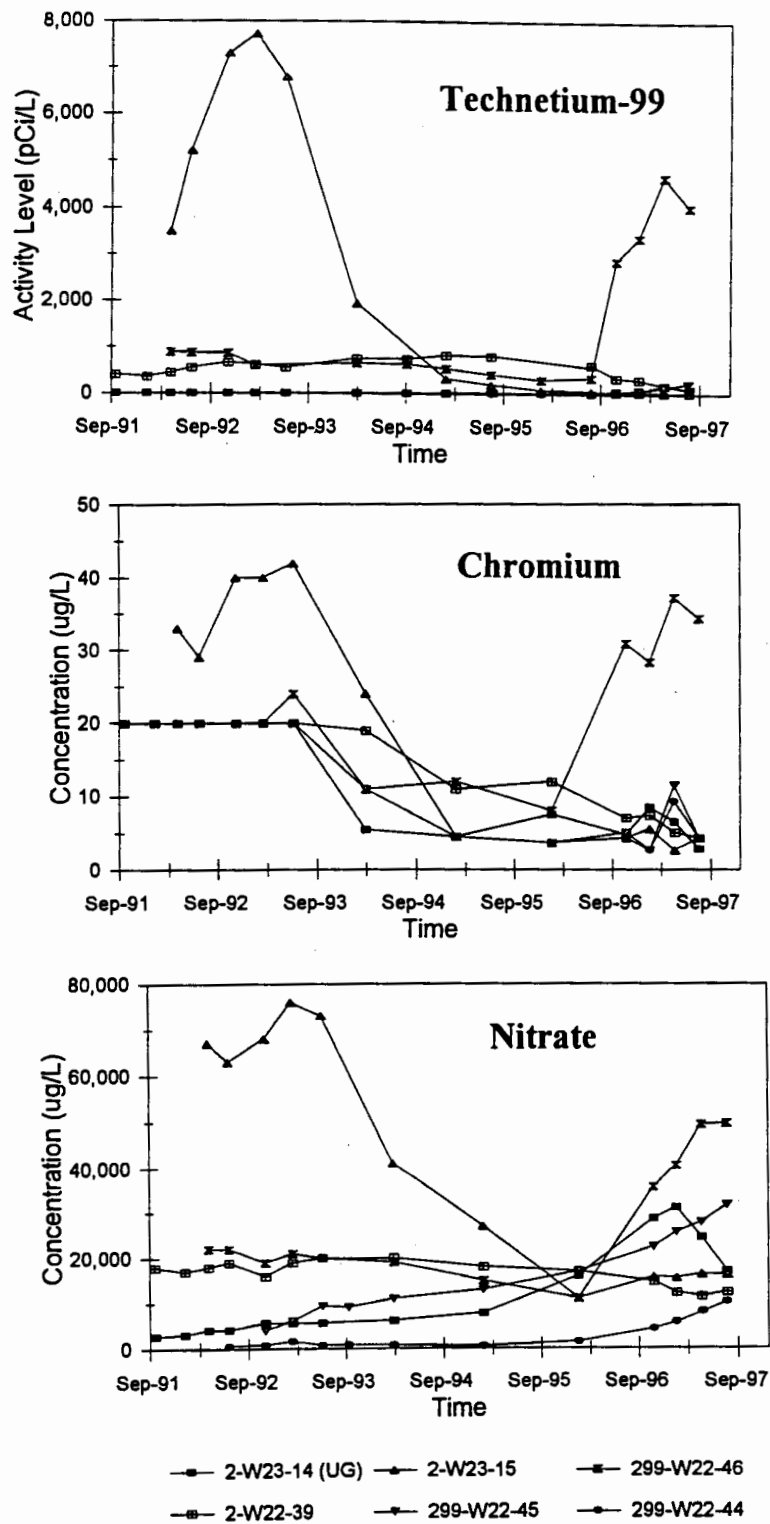 8,000
6,000
4,000
2,000
0
Activity Level (pCi/L)
Technetium-99
Sep-91 Sep-92 Sep-93 Sep-94 Sep-95 Sep-96 Sep-97
Time
50
40
30
20
10
0
Concentration (ug/L)
Chromium
Sep-91 Sep-92 Sep-93 Sep-94 Sep-95 Sep-96 Sep-97
Time
80,000
60,000
40,000
20,000
0
Concentration (ug/L)
Nitrate
Sep-91 Sep-92 Sep-93 Sep-94 Sep-95 Sep-96 Sep-97
Time
2-W23-14 (UG) 2-W23-15 299-W22-46
2-W22-39 299-W22-45 299-W22-44